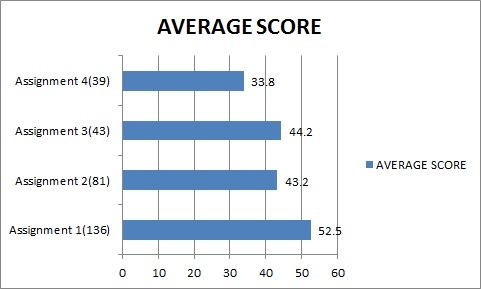 AVERAGE SCORE
Assignment 4(39)
33.8
Assignment 3(43)
44.2
Assignment 2(81)
43.2
Assignment 1(136)
52.5
AVERAGE SCORE
0 10 20 30 40 50 60